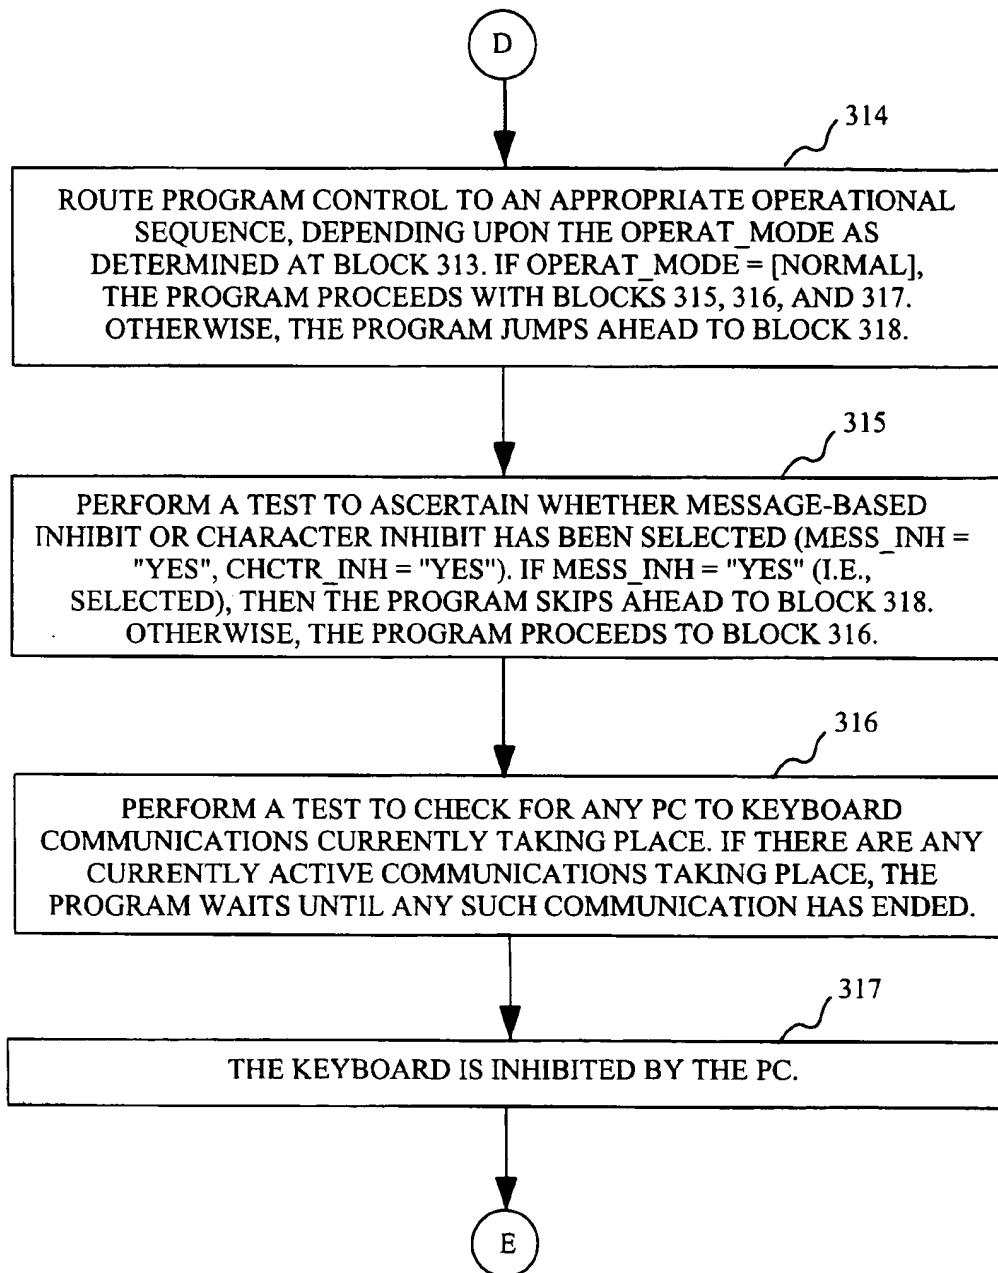 D
314
ROUTE PROGRAM CONTROL TO AN APPROPRIATE OPERATIONAL
SEQUENCE, DEPENDING UPON THE OPERAT_MODE AS
DETERMINED AT BLOCK 313. IF OPERAT_MODE = [NORMAL],
THE PROGRAM PROCEEDS WITH BLOCKS 315, 316, AND 317.
OTHERWISE, THE PROGRAM JUMPS AHEAD TO BLOCK 318.
315
PERFORM A TEST TO ASCERTAIN WHETHER MESSAGE-BASED
INHIBIT OR CHARACTER INHIBIT HAS BEEN SELECTED (MESS_INH =
"YES", CHCTR_INH = "YES"). IF MESS_INH = "YES" (I.E.,
SELECTED), THEN THE PROGRAM SKIPS AHEAD TO BLOCK 318.
OTHERWISE, THE PROGRAM PROCEEDS TO BLOCK 316.
316
PERFORM A TEST TO CHECK FOR ANY PC TO KEYBOARD
COMMUNICATIONS CURRENTLY TAKING PLACE. IF THERE ARE ANY
CURRENTLY ACTIVE COMMUNICATIONS TAKING PLACE, THE
PROGRAM WAITS UNTIL ANY SUCH COMMUNICATION HAS ENDED.
317
THE KEYBOARD IS INHIBITED BY THE PC.
E